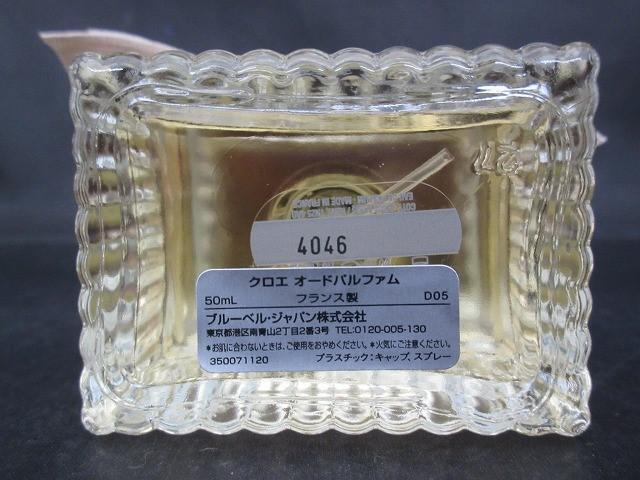 4046
クロエ オードパルファム
50mL フランス製 D05
ブルーベル・ジャパン株式会社
東京都港区南青山2丁目2番3号 TEL:0120-005-130
*お肌に合わないときは、ご使用をおやめください。*火気にご注意ください。
350071120 プラスチック:キャップ、スプレー